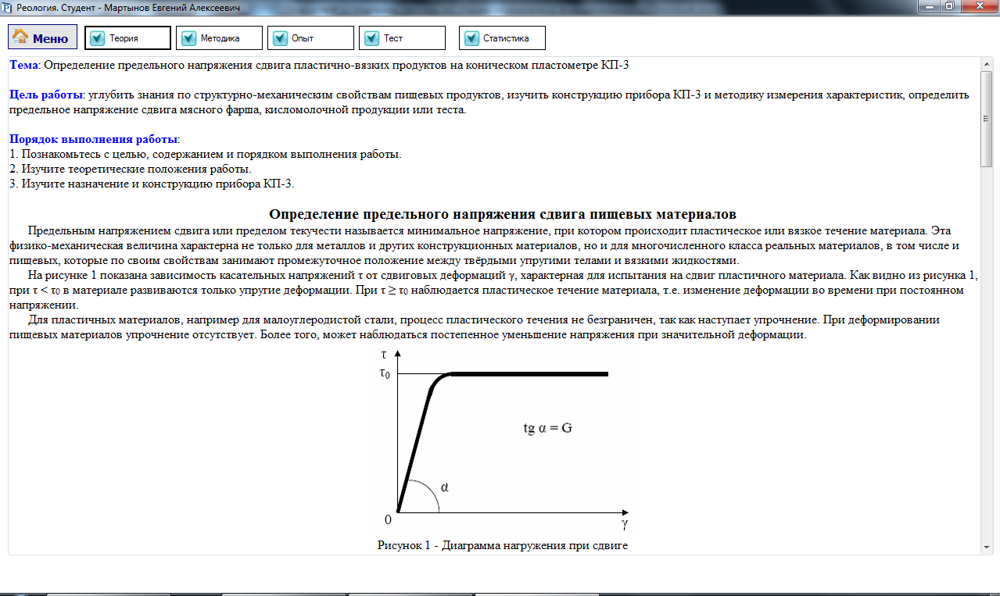 Реология. Студент - Мартынов Евгений Алексеевич
Меню
Теория
Методика
Опыт
Тест
Статистика
Тема: Определение предельного напряжения сдвига пластично-вязких продуктов на коническом пластометре КП-3
Цель работы: углубить знания по структурно-механическим свойствам пищевых продуктов, изучить конструкцию прибора КП-3 и методику измерения характеристик, определить
предельное напряжение сдвига мясного фарша, кисломолочной продукции или теста.
Порядок выполнения работы:
1. Познакомьтесь с целью, содержанием и порядком выполнения работы.
2. Изучите теоретические положения работы.
3. Изучите назначение и конструкцию прибора КП-3.
Определение предельного напряжения сдвига пищевых материалов
Предельным напряжением сдвига или пределом текучести называется минимальное напряжение, при котором происходит пластическое или вязкое течение материала. Эта
физико-механическая величина характерна не только для металлов и других конструкционных материалов, но и для многочисленного класса реальных материалов, в том числе и
пищевых, которые по своим свойствам занимают промежуточное положение между твёрдыми упругими телами и вязкими жидкостями.
На рисунке 1 показана зависимость касательных напряжений τ от сдвиговых деформаций γ, характерная для испытания на сдвиг пластичного материала. Как видно из рисунка 1,
при τ < τ0 в материале развиваются только упругие деформации. При τ ≥ τ0 наблюдается пластическое течение материала, т.е. изменение деформации во времени при постоянном
напряжении.
Для пластичных материалов, например для малоуглеродистой стали, процесс пластического течения не безграничен, так как наступает упрочнение. При деформировании
пищевых материалов упрочнение отсутствует. Более того, может наблюдаться постепенное уменьшение напряжения при значительной деформации.
τ
τ0
tg α = G
α
0
γ
Рисунок 1 - Диаграмма нагружения при сдвиге